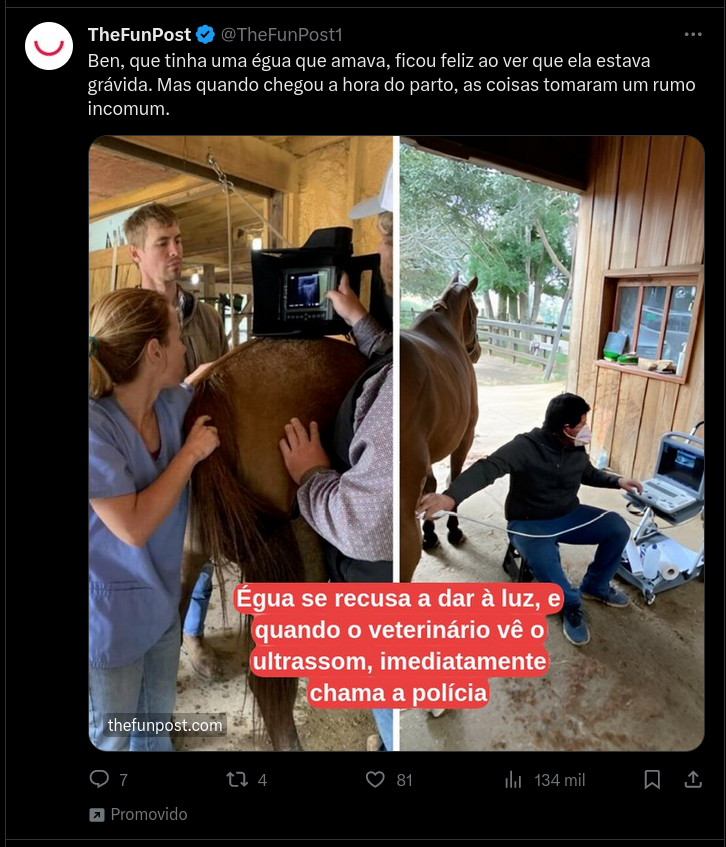 TheFunPost @TheFunPost1
Ben, que tinha uma égua que amava, ficou feliz ao ver que ela estava
grávida. Mas quando chegou a hora do parto, as coisas tomaram um rumo
incomum.
Égua se recusa a dar à luz, e
quando o veterinário vê o
ultrassom, imediatamente
chama a polícia
thefunpost.com
7 4 81 134 mil
Promovido